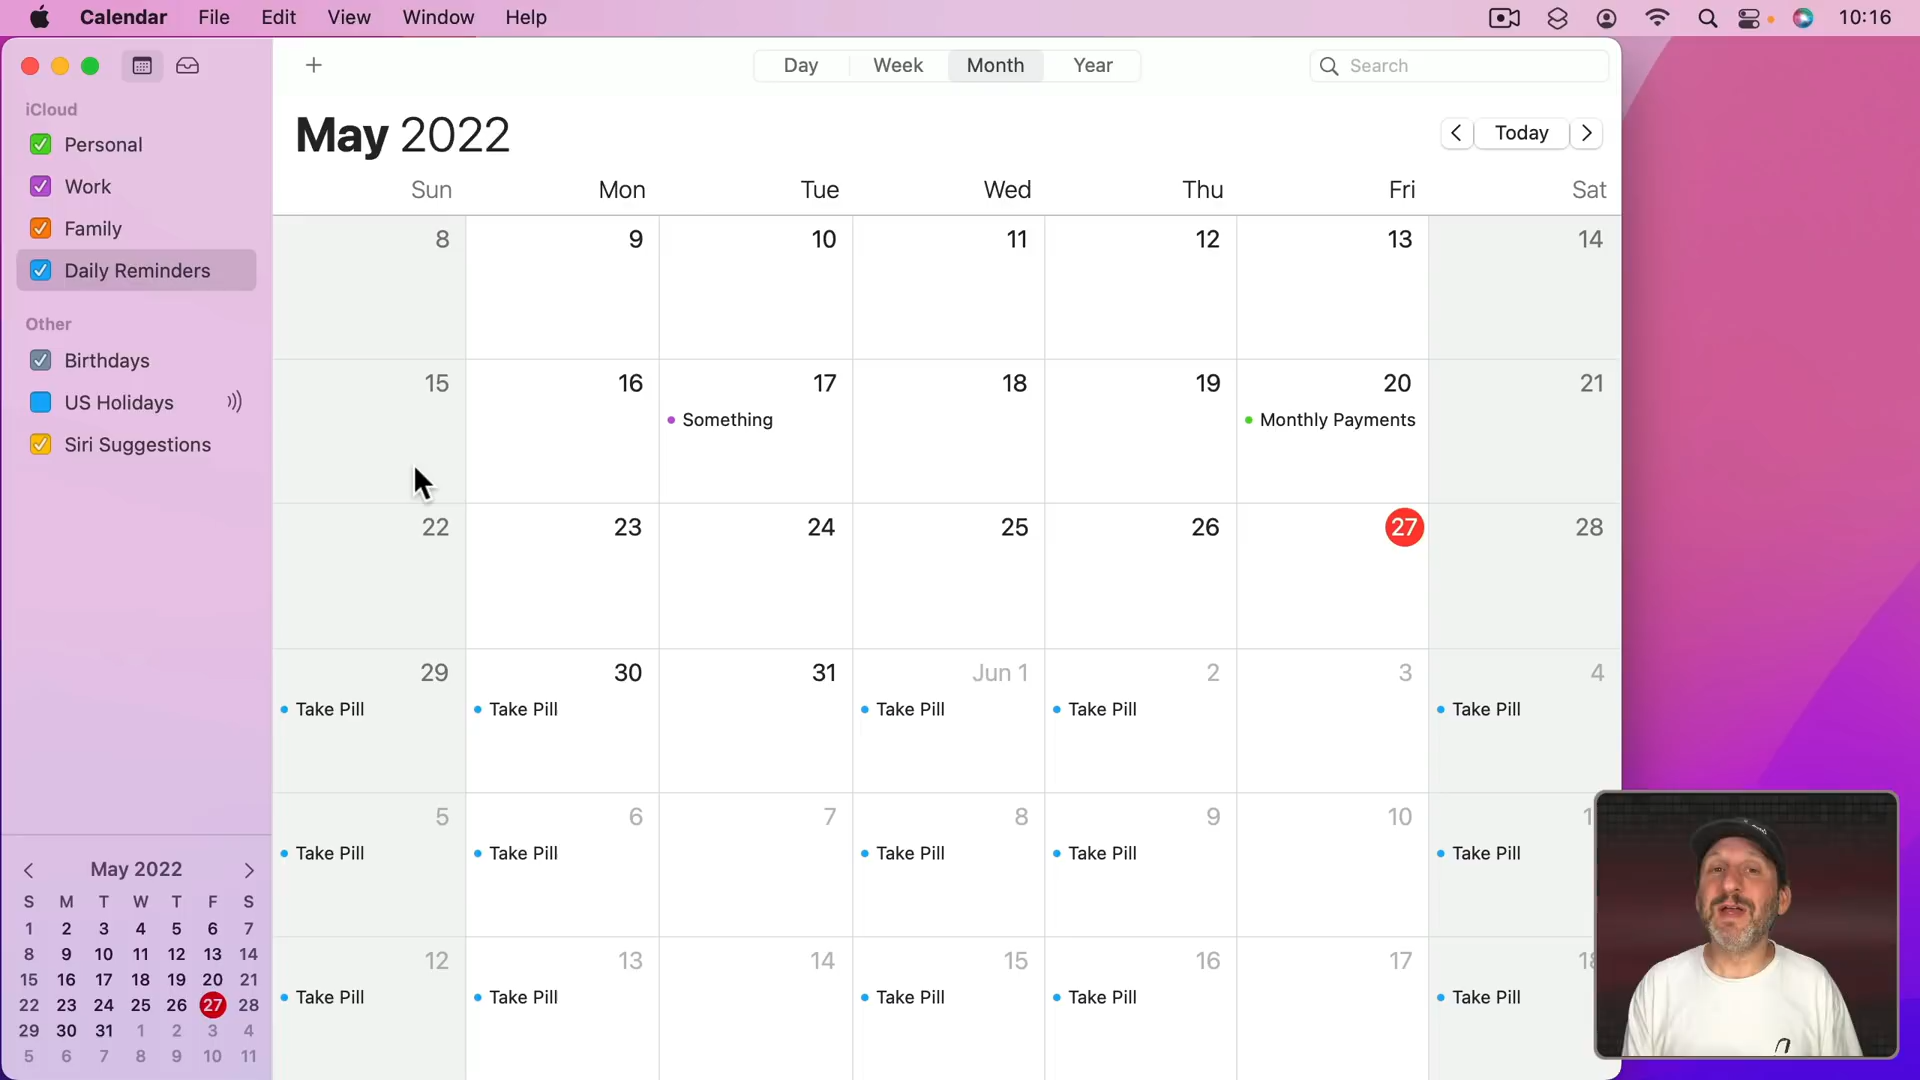 Calendar File Edit View Window Help 10:16
Day Week Month Year Search
iCloud
Personal
Work
Family
Daily Reminders
Other
Birthdays
US Holidays
Siri Suggestions
May 2022
Today
Sun Mon Tue Wed Thu Fri Sat
8 9 10 11 12 13 14
15 16 17 18 19 20 21
Something Monthly Payments
22 23 24 25 26 27 28
29 30 31 Jun 1 2 3 4
Take Pill Take Pill Take Pill Take Pill Take Pill
5 6 7 8 9 10
Take Pill Take Pill Take Pill Take Pill Take Pill
12 13 14 15 16 17
Take Pill Take Pill Take Pill Take Pill Take Pill
May 2022
S M T W T F S
1 2 3 4 5 6 7
8 9 10 11 12 13 14
15 16 17 18 19 20 21
22 23 24 25 26 27 28
29 30 31 1 2 3 4
5 6 7 8 9 10 11